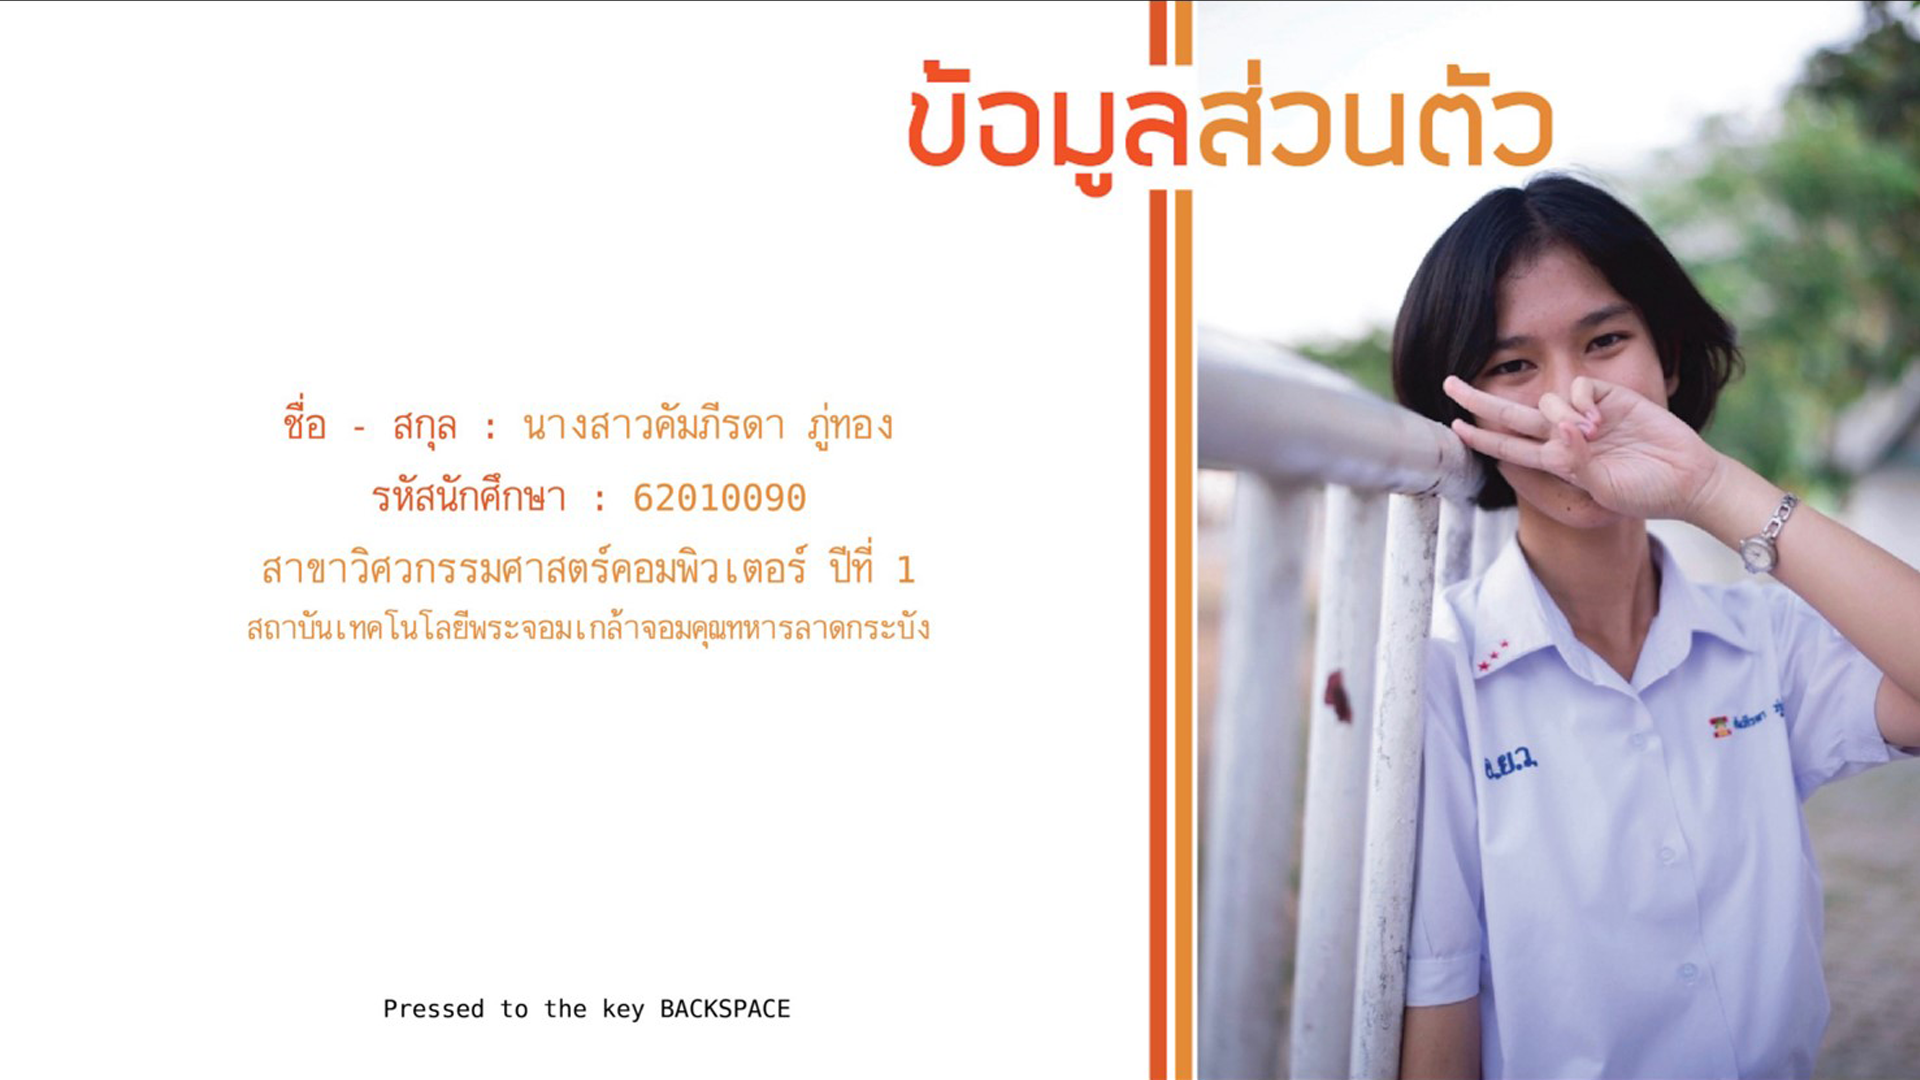 ข้อมูลส่วนตัว
ชื่อ - สกุล : นางสาวคัมภีรดา ภู่ทอง
รหัสนักศึกษา : 62010090
สาขาวิศวกรรมศาสตร์คอมพิวเตอร์ ปีที่ 1
สถาบันเทคโนโลยีพระจอมเกล้าจอมคุณทหารลาดกระบัง
Pressed to the key BACKSPACE